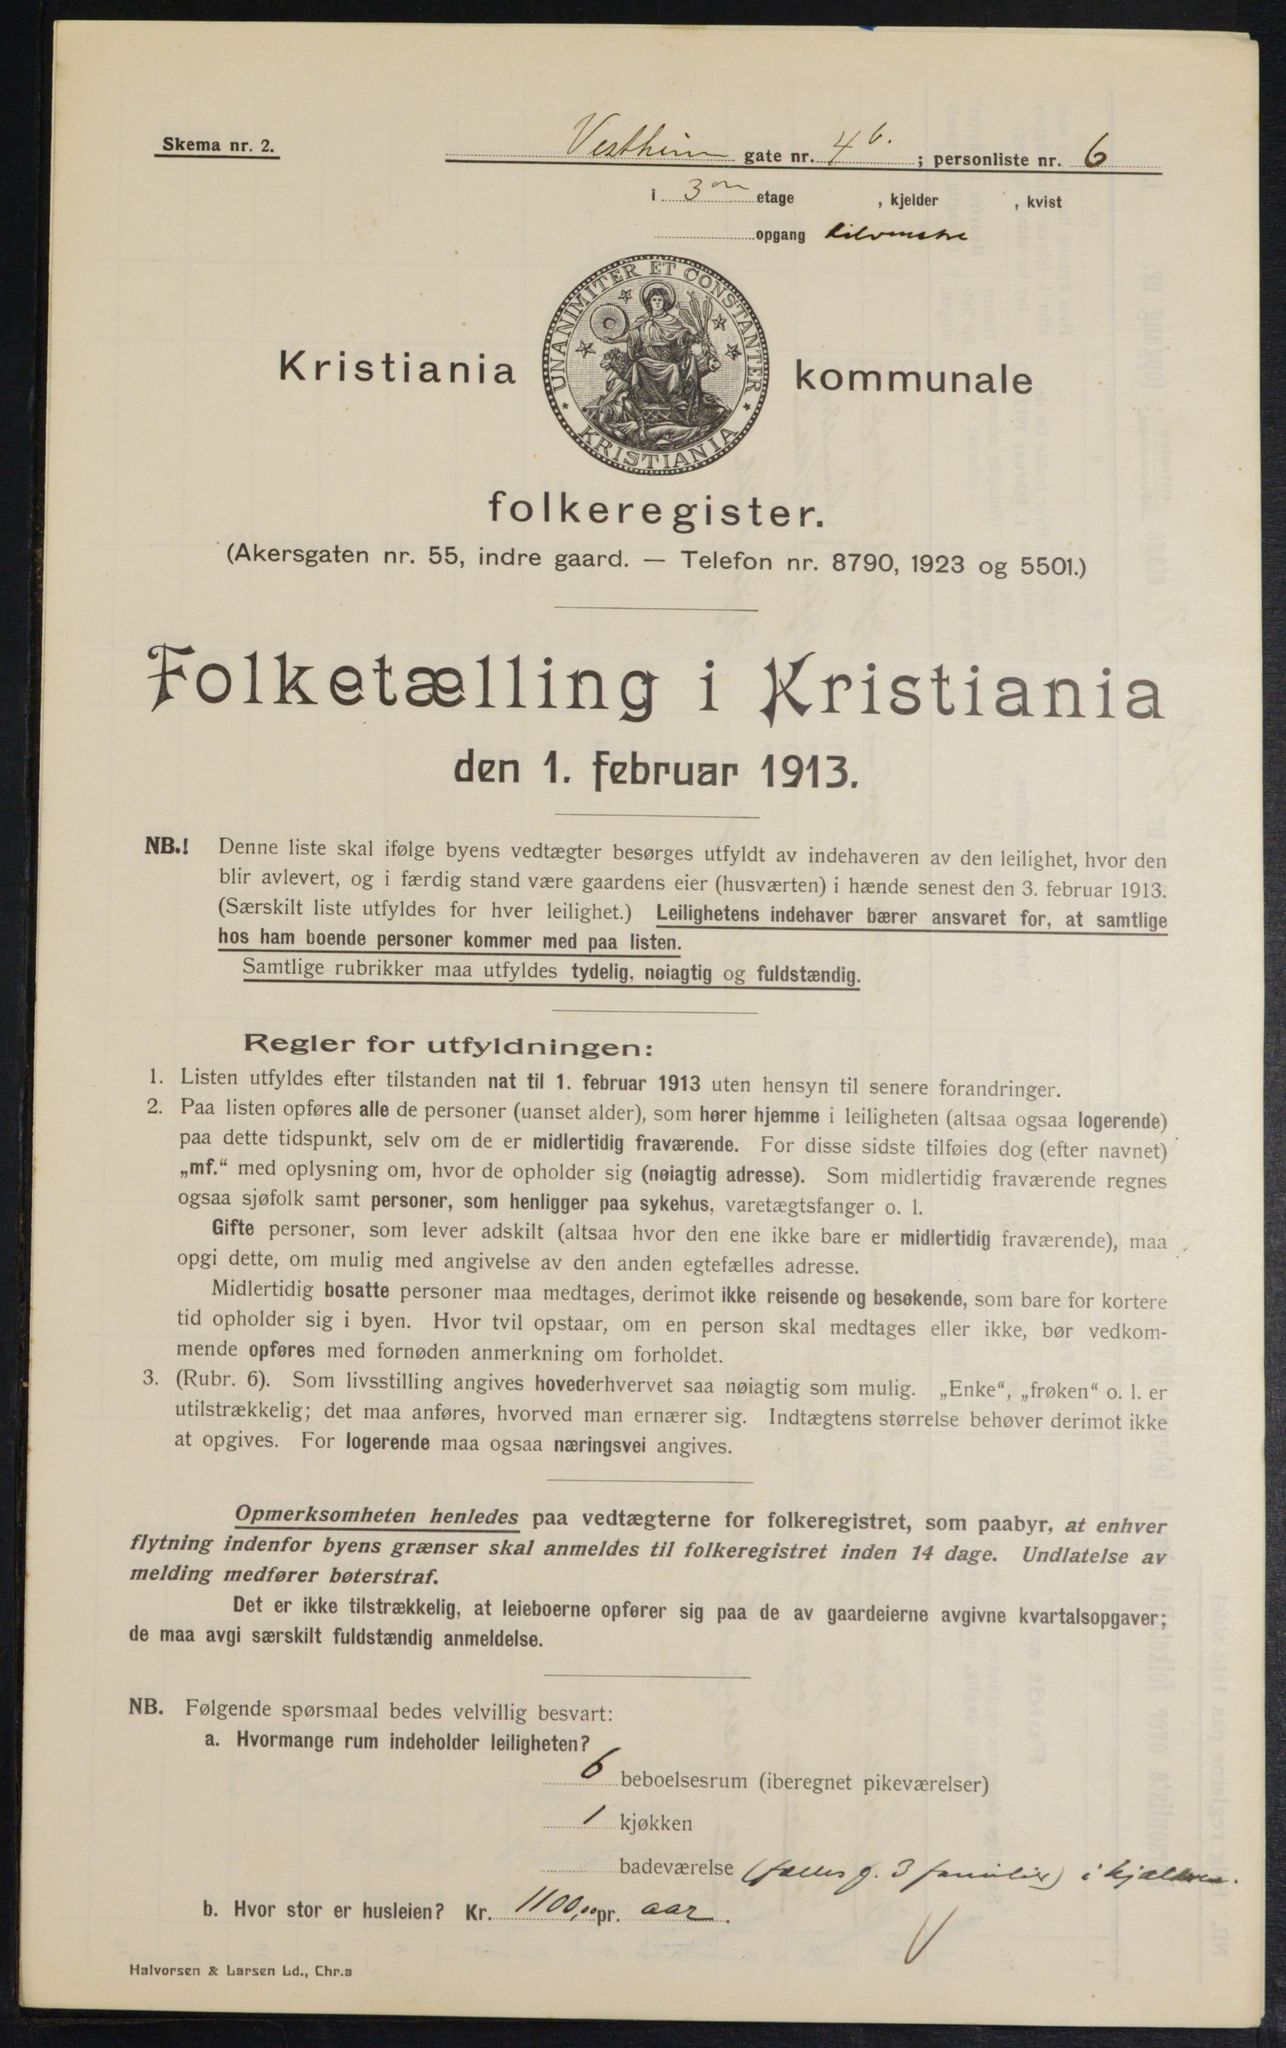 Skema nr. 2.
Vestheim gate nr. 4 b. ; personliste nr. 6
i 3 etage , kjelder , kvist
opgang tilvenstre
UNANIMITER ET CONSTANTER
KRISTIANIA
Kristiania kommunale
folkeregister.
(Akersgaten nr. 55, indre gaard. — Telefon nr. 8790, 1923 og 5501.)
Folketælling i Kristiania
den 1. februar 1913.
NB.! Denne liste skal ifølge byens vedtægter besørges utfyldt av indehaveren av den leilighet, hvor den
blir avlevert, og i færdig stand være gaardens eier (husværten) i hænde senest den 3. februar 1913.
(Særskilt liste utfyldes for hver leilighet.) Leilighetens indehaver bærer ansvaret for, at samtlige
hos ham boende personer kommer med paa listen.
Samtlige rubrikker maa utfyldes tydelig, nøiagtig og fuldstændig.
Regler for utfyldningen:
1. Listen utfyldes efter tilstanden nat til 1. februar 1913 uten hensyn til senere forandringer.
2. Paa listen opføres alle de personer (uanset alder), som hører hjemme i leiligheten (altsaa ogsaa logerende)
paa dette tidspunkt, selv om de er midlertidig fraværende. For disse sidste tilføies dog (efter navnet)
„mf.“ med oplysning om, hvor de opholder sig (nøiagtig adresse). Som midlertidig fraværende regnes
ogsaa sjøfolk samt personer, som henligger paa sykehus, varetægtsfanger o. l.
Gifte personer, som lever adskilt (altsaa hvor den ene ikke bare er midlertidig fraværende), maa
opgi dette, om mulig med angivelse av den anden egtefælles adresse.
Midlertidig bosatte personer maa medtages, derimot ikke reisende og besøkende, som bare for kortere
tid opholder sig i byen. Hvor tvil opstaar, om en person skal medtages eller ikke, bør vedkom-
mende opføres med fornøden anmerkning om forholdet.
3. (Rubr. 6). Som livsstilling angives hovederhvervet saa nøiagtig som mulig. „Enke“, „frøken“ o. l. er
utilstrækkelig; det maa anføres, hvorved man ernærer sig. Indtægtens størrelse behøver derimot ikke
at opgives. For logerende maa ogsaa næringsvei angives.
Opmerksomheten henledes paa vedtægterne for folkeregistret, som paabyr, at enhver
flytning indenfor byens grænser skal anmeldes til folkeregistret inden 14 dage. Undlatelse av
melding medfører bøterstraf.
Det er ikke tilstrækkelig, at leieboerne opfører sig paa de av gaardeierne avgivne kvartalsopgaver;
de maa avgi særskilt fuldstændig anmeldelse.
NB. Følgende spørsmaal bedes velvillig besvart:
a. Hvormange rum indeholder leiligheten?
6 beboelsesrum (iberegnet pikeværelser)
1 kjøkken
badeværelse (fælles f. 3 familier) i kjælderen.
b. Hvor stor er husleien? Kr. 1100,00 pr. aar.
Halvorsen & Larsen Ld., Chr.a